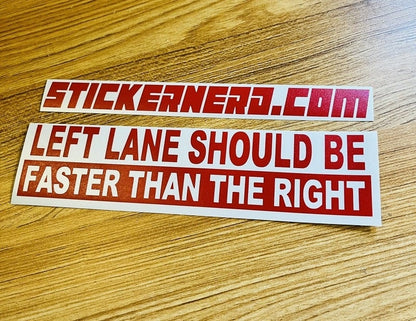 STICKERNERD.COM
LEFT LANE SHOULD BE
FASTER THAN THE RIGHT